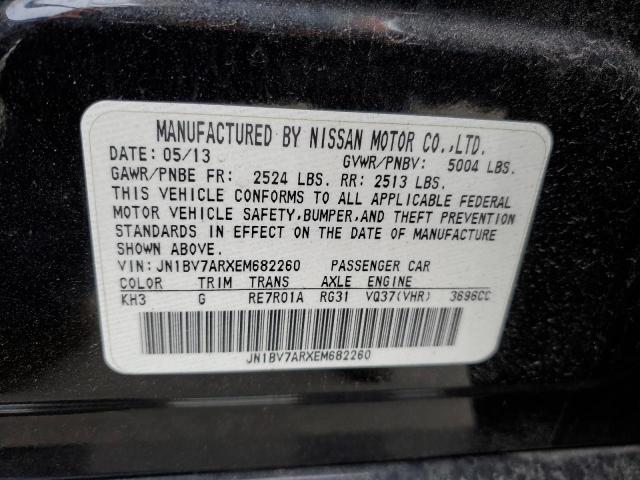 MANUFACTURED BY NISSAN MOTOR CO.,LTD.
DATE: 05/13 GVWR/PNBV: 5004 LBS.
GAWR/PNBE FR: 2524 LBS. RR: 2513 LBS.
THIS VEHICLE CONFORMS TO ALL APPLICABLE FEDERAL
MOTOR VEHICLE SAFETY,BUMPER,AND THEFT PREVENTION
STANDARDS IN EFFECT ON THE DATE OF MANUFACTURE
SHOWN ABOVE.
VIN: JN1BV7ARXEM682260 PASSENGER CAR
COLOR TRIM TRANS AXLE ENGINE
KH3 G RE7R01A RG31 VQ37(VHR) 3696CC
JN1BV7ARXEM682260